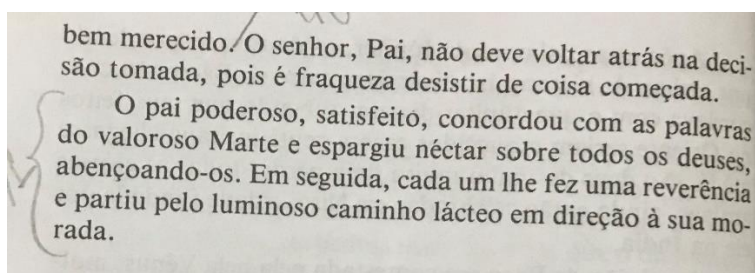 bem merecido. O senhor, Pai, não deve voltar atrás na deci-
são tomada, pois é fraqueza desistir de coisa começada.
O pai poderoso, satisfeito, concordou com as palavras
do valoroso Marte e espargiu néctar sobre todos os deuses,
abençoando-os. Em seguida, cada um lhe fez uma reverência
e partiu pelo luminoso caminho lácteo em direção à sua mo-
rada.